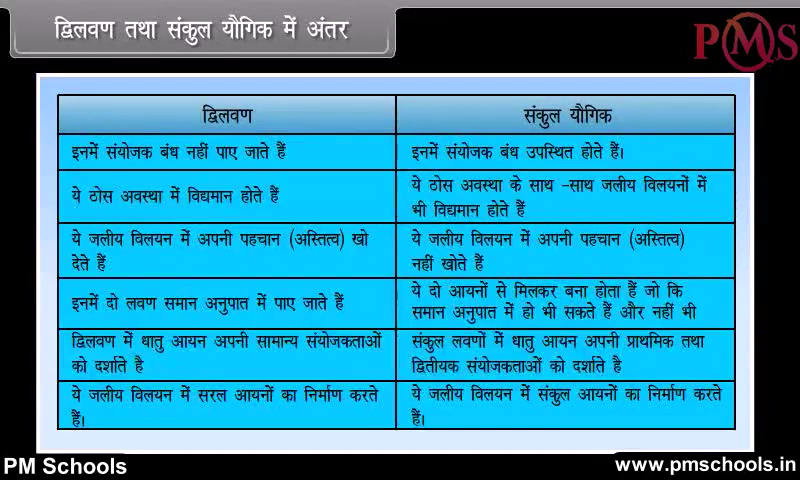 द्विलवण तथा संकुल यौगिक में अंतर
PMS
द्विलवण
संकुल यौगिक
इनमें संयोजक बंध नहीं पाए जाते हैं
इनमें संयोजक बंध उपस्थित होते हैं।
ये ठोस अवस्था में विद्यमान होते हैं
ये ठोस अवस्था के साथ -साथ जलीय विलयनों में
भी विद्यमान होते हैं
ये जलीय विलयन में अपनी पहचान (अस्तित्व) खो
देते हैं
ये जलीय विलयन में अपनी पहचान (अस्तित्व)
नहीं खोते हैं
इनमें दो लवण समान अनुपात में पाए जाते हैं
ये दो आयनों से मिलकर बना होता हैं जो कि
समान अनुपात में हो भी सकते हैं और नहीं भी
द्विलवण में धातु आयन अपनी सामान्य संयोजकताओं
को दर्शाते है
संकुल लवणों में धातु आयन अपनी प्राथमिक तथा
द्वितीयक संयोजकताओं को दर्शाते है
ये जलीय विलयन में सरल आयनों का निर्माण करते
हैं।
ये जलीय विलयन में संकुल आयनों का निर्माण करते
हैं।
PM Schools
www.pmschools.in